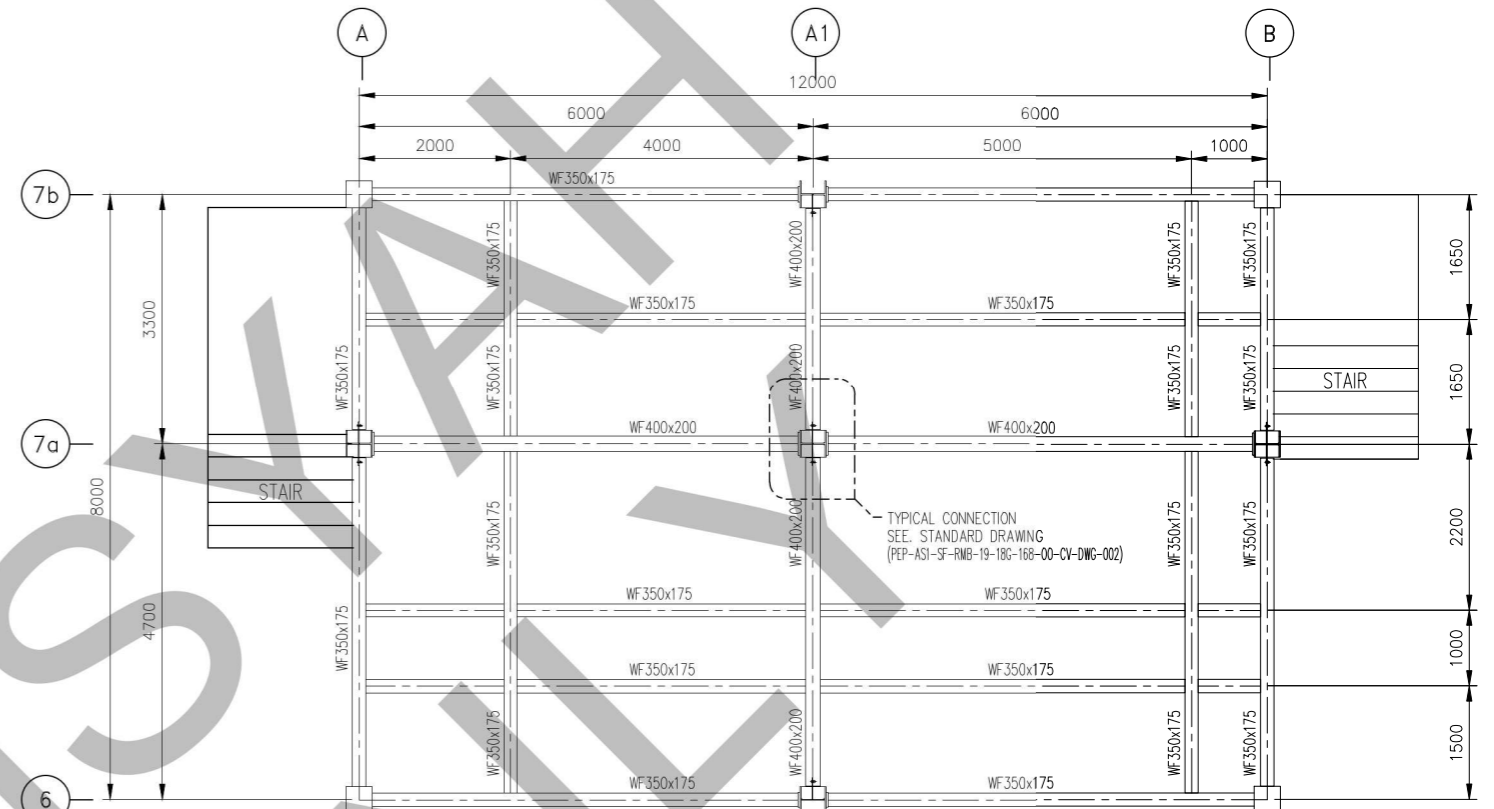 A A1 B
12000
6000 6000
2000 4000 5000 1000
7b
WF350x175
WF350x175 WF400x200 WF350x175 WF350x175
1650
WF350x175 WF350x175
3300
WF350x175 WF350x175 WF400x200 WF350x175 WF350x175
1650
STAIR
7a
WF400x200 WF400x200
8000
STAIR
WF350x175 WF400x200 WF350x175 WF350x175
TYPICAL CONNECTION
SEE. STANDARD DRAWING
(PEP-AS1-SF-RMB-19-18G-168-00-CV-DWG-002)
2200
WF350x175 WF350x175
4700
WF350x175
1000
WF350x175 WF350x175
WF350x175 WF400x200 WF350x175 WF350x175
1500
WF350x175 WF350x175
6
SYAH
ILY